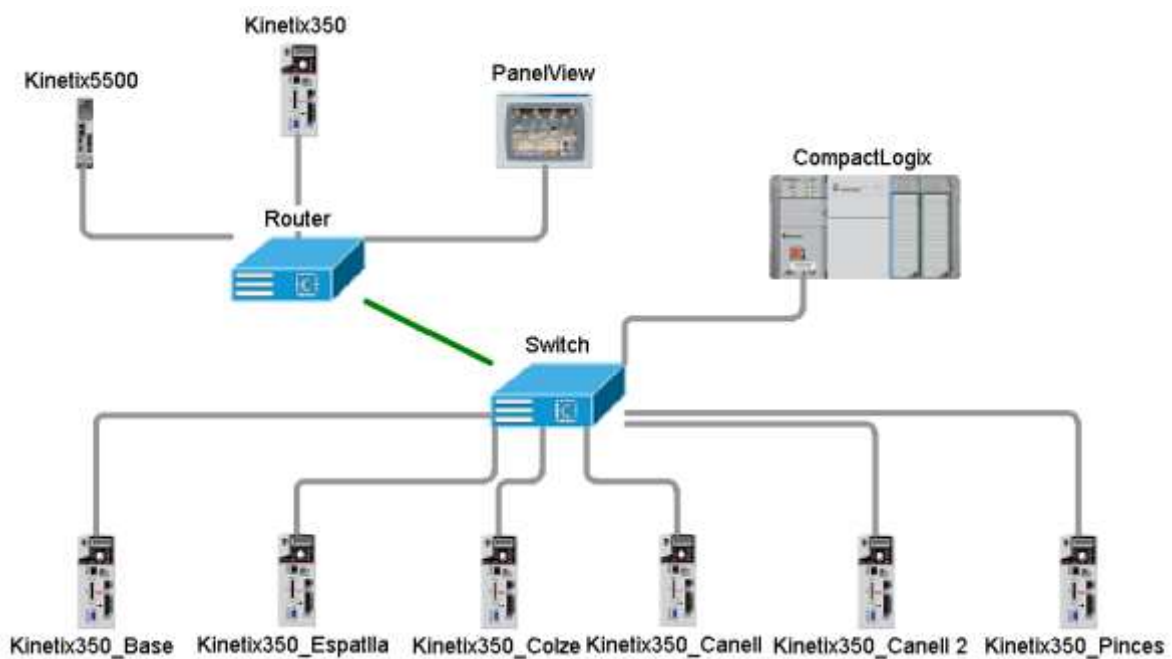 Kinetix350
Kinetix5500
PanelView
CompactLogix
Router
Switch
Kinetix350_Base
Kinetix350_Espatlla
Kinetix350_Colze
Kinetix350_Canell
Kinetix350_Canell 2
Kinetix350_Pinces